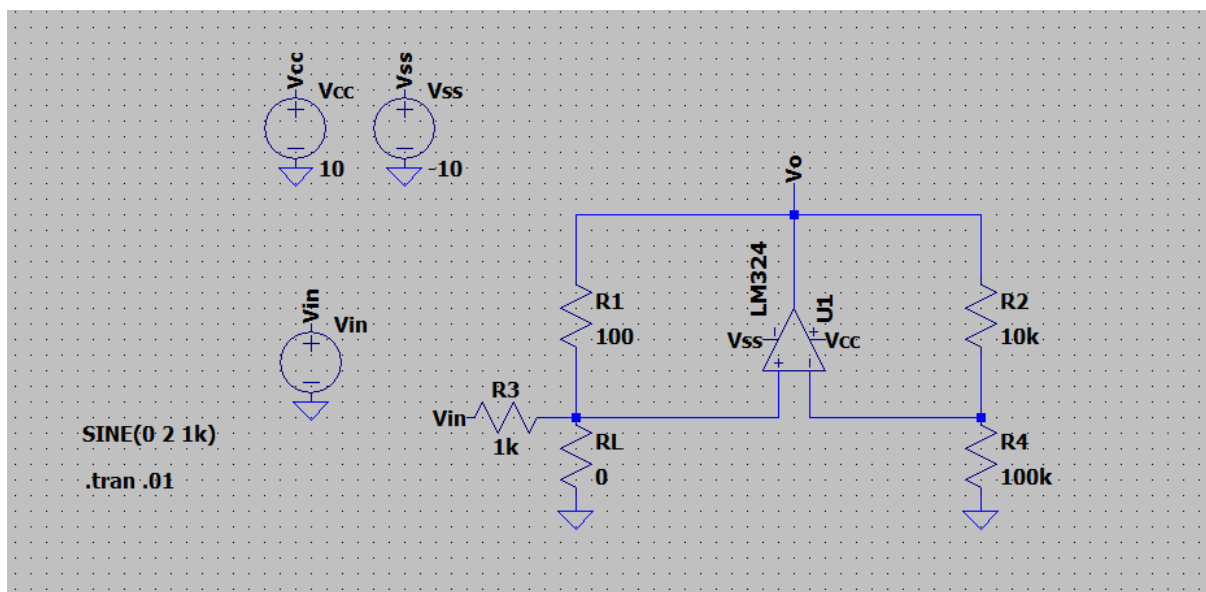 Vcc
Vss
Vcc
Vss
10
-10
Vo
LM324
U1
R1
100
R2
10k
Vss
Vcc
Vin
Vin
R3
Vin
1k
RL
0
R4
100k
SINE(0 2 1k)
.tran .01